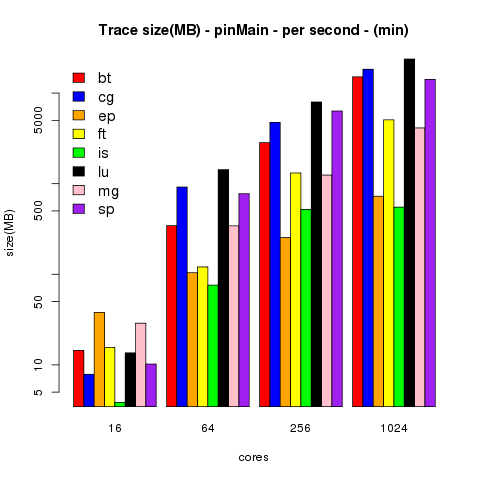 Trace size(MB) - pinMain - per second - (min)
bt
cg
ep
ft
is
lu
mg
sp
size(MB)
5000
500
50
10
5
16 64 256 1024
cores